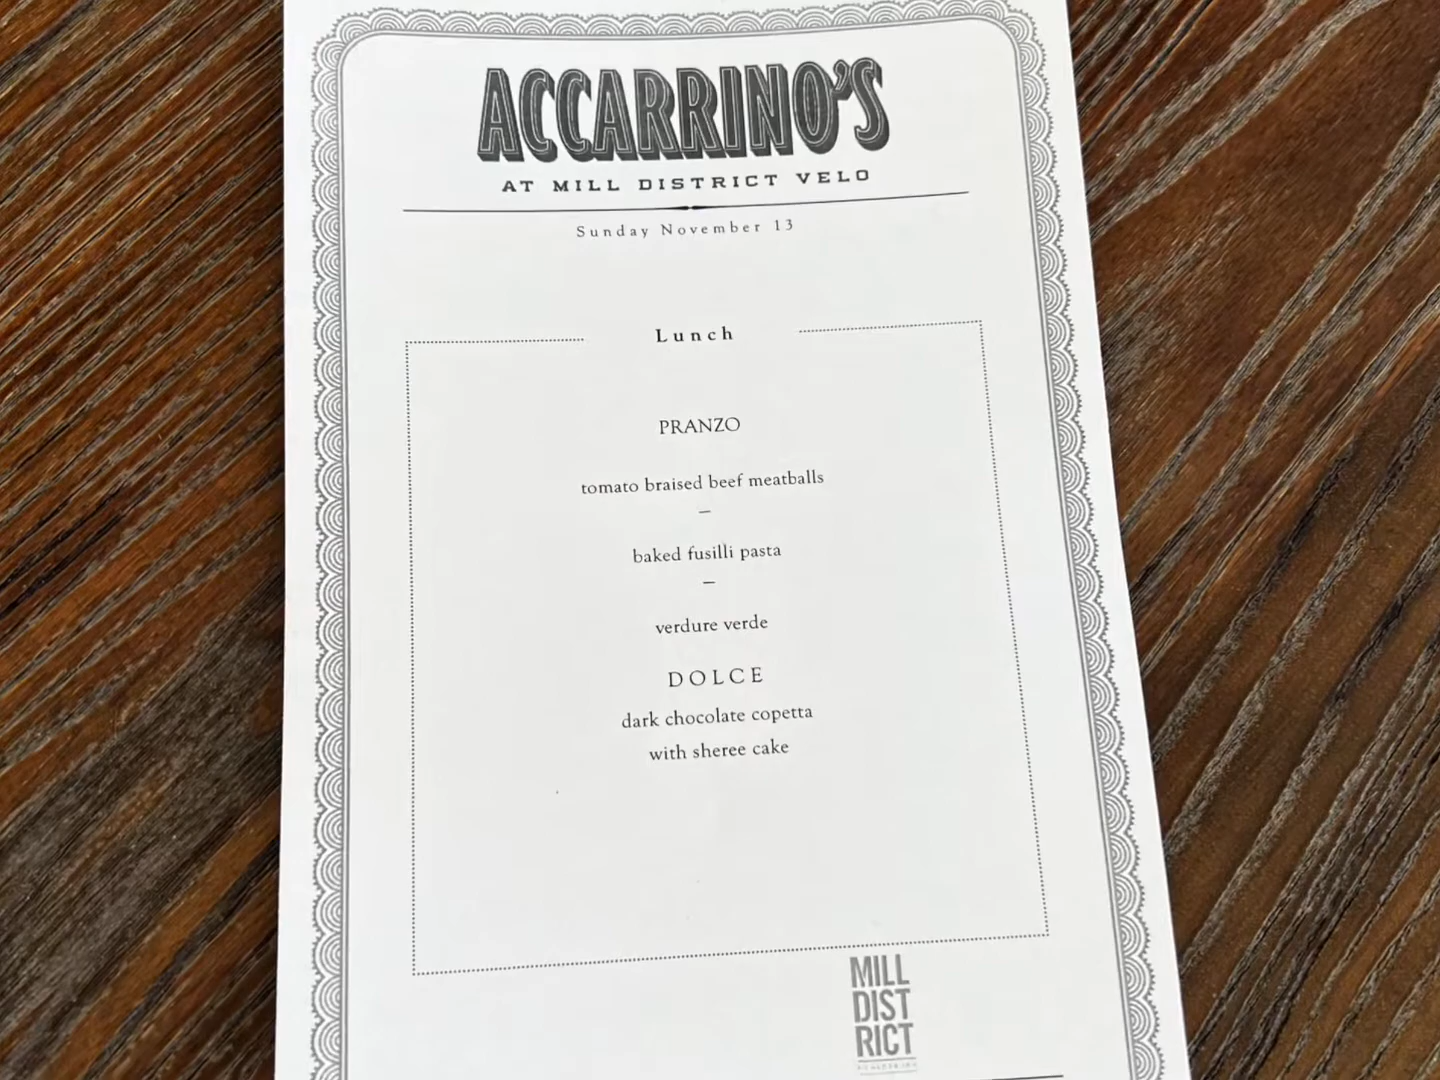 ACCARRINO'S
AT MILL DISTRICT VELO
Sunday November 13
Lunch
PRANZO
tomato braised beef meatballs
–
baked fusilli pasta
–
verdure verde
DOLCE
dark chocolate copetta
with sheree cake
MILL
DIST
RICT